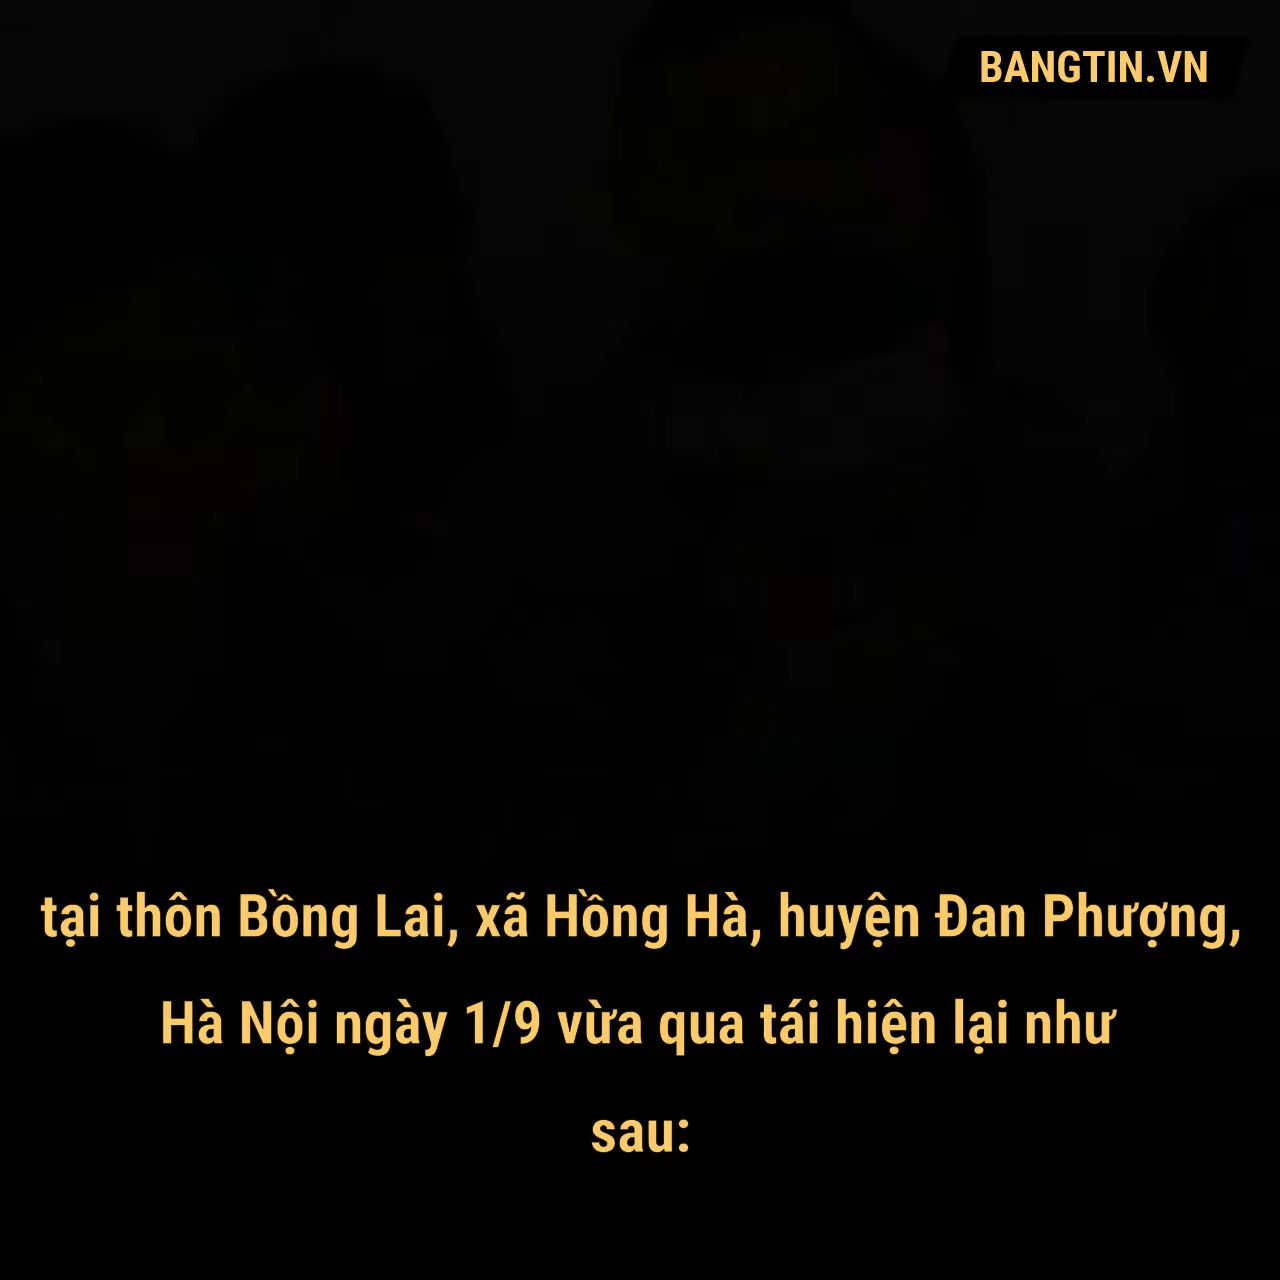 BANGTIN.VN
tại thôn Bồng Lai, xã Hồng Hà, huyện Đan Phượng,
Hà Nội ngày 1/9 vừa qua tái hiện lại như
sau: